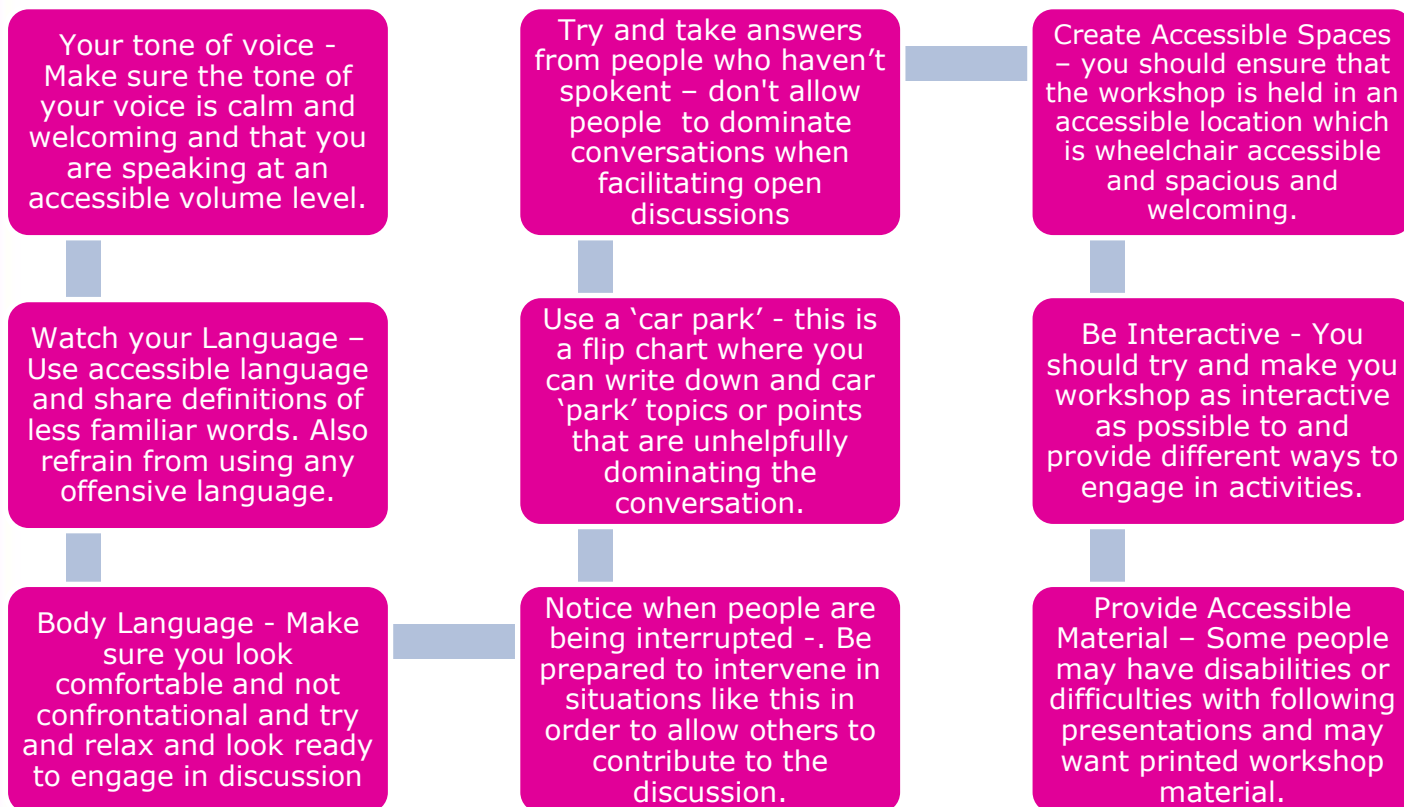 Your tone of voice -
Make sure the tone of
your voice is calm and
welcoming and that you
are speaking at an
accessible volume level.
Watch your Language –
Use accessible language
and share definitions of
less familiar words. Also
refrain from using any
offensive language.
Body Language - Make
sure you look
comfortable and not
confrontational and try
and relax and look ready
to engage in discussion
Notice when people are
being interrupted -. Be
prepared to intervene in
situations like this in
order to allow others to
contribute to the
discussion.
Use a ‘car park’ - this is
a flip chart where you
can write down and car
‘park’ topics or points
that are unhelpfully
dominating the
conversation.
Try and take answers
from people who haven’t
spokent – don't allow
people  to dominate
conversations when
facilitating open
discussions
Create Accessible Spaces
– you should ensure that
the workshop is held in an
accessible location which
is wheelchair accessible
and spacious and
welcoming.
Be Interactive - You
should try and make you
workshop as interactive
as possible to and
provide different ways to
engage in activities.
Provide Accessible
Material – Some people
may have disabilities or
difficulties with following
presentations and may
want printed workshop
material.